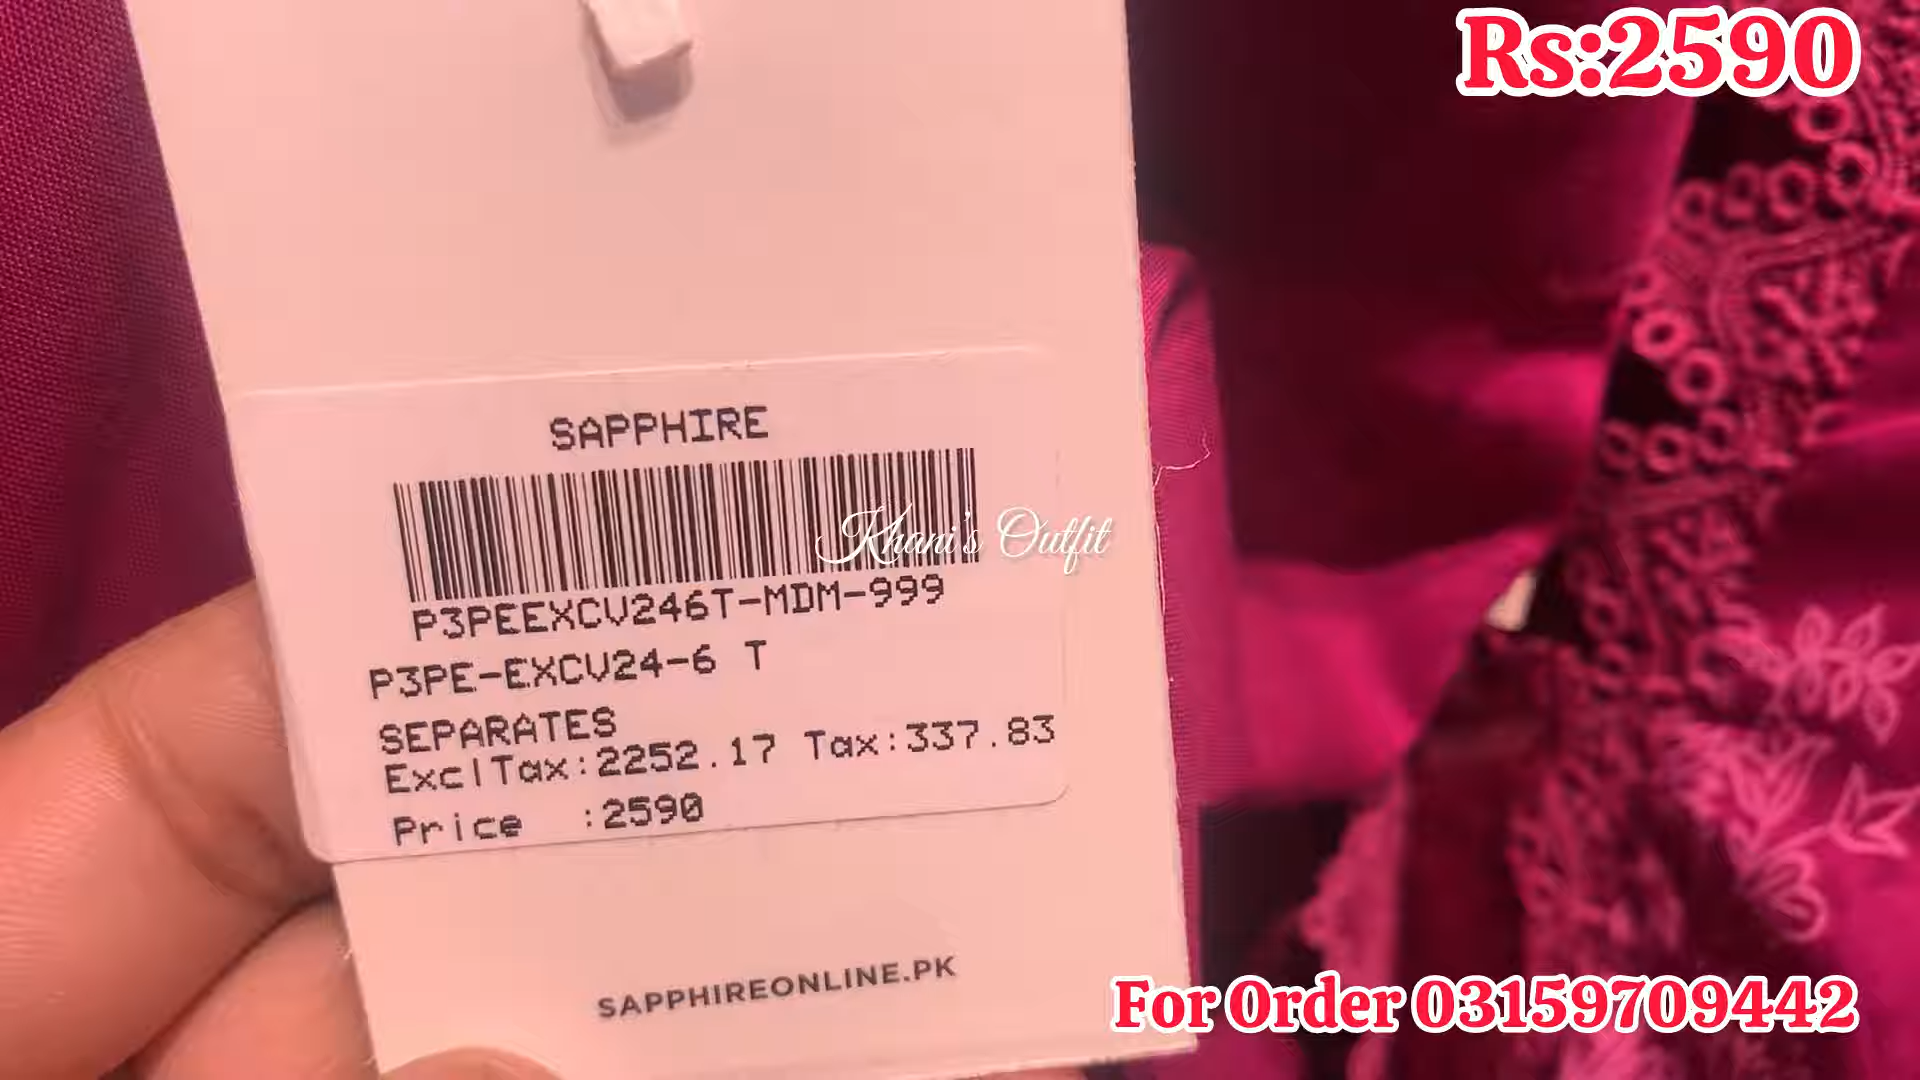 Rs:2590
SAPPHIRE
Khani's Outfit
P3PEEXCV246T-MDM-999
P3PE-EXCV24-6 T
SEPARATES
ExclTax:2252.17 Tax:337.83
Price :2590
SAPPHIREONLINE.PK
For Order 03159709442